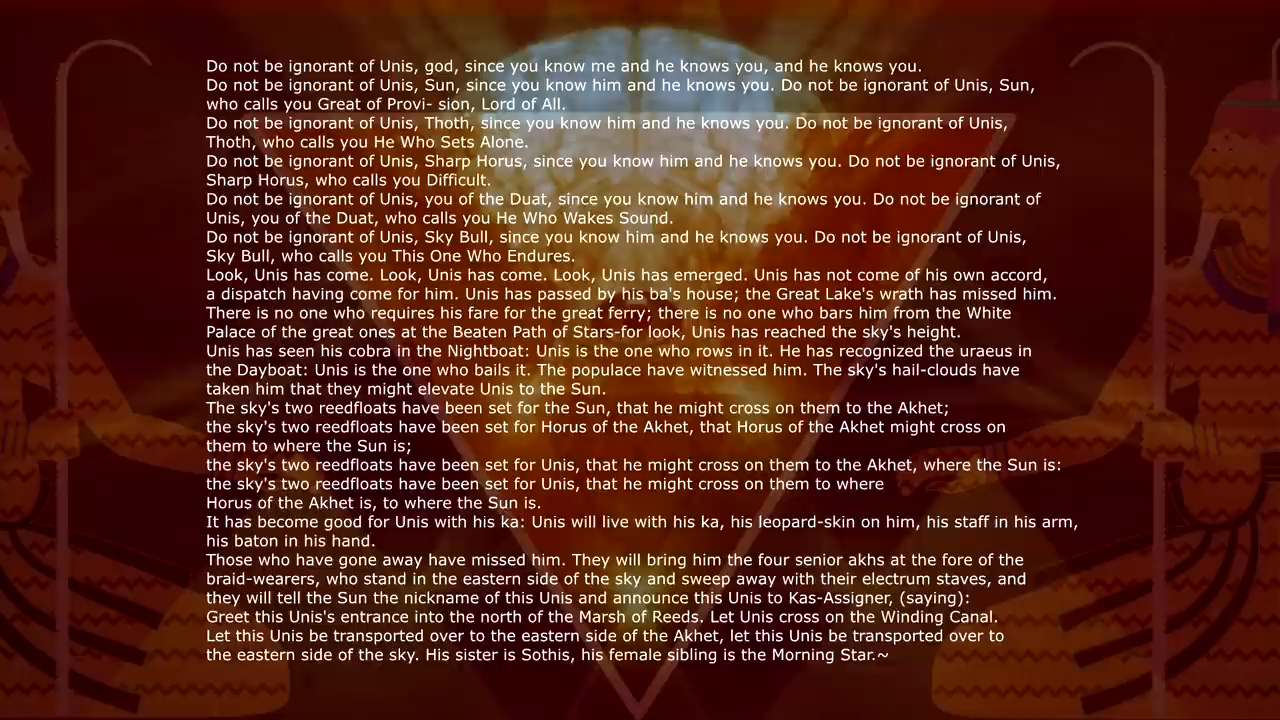 Do not be ignorant of Unis, god, since you know me and he knows you, and he knows you.
Do not be ignorant of Unis, Sun, since you know him and he knows you. Do not be ignorant of Unis, Sun,
who calls you Great of Provi- sion, Lord of All.
Do not be ignorant of Unis, Thoth, since you know him and he knows you. Do not be ignorant of Unis,
Thoth, who calls you He Who Sets Alone.
Do not be ignorant of Unis, Sharp Horus, since you know him and he knows you. Do not be ignorant of Unis,
Sharp Horus, who calls you Difficult.
Do not be ignorant of Unis, you of the Duat, since you know him and he knows you. Do not be ignorant of
Unis, you of the Duat, who calls you He Who Wakes Sound.
Do not be ignorant of Unis, Sky Bull, since you know him and he knows you. Do not be ignorant of Unis,
Sky Bull, who calls you This One Who Endures.
Look, Unis has come. Look, Unis has come. Look, Unis has emerged. Unis has not come of his own accord,
a dispatch having come for him. Unis has passed by his ba's house; the Great Lake's wrath has missed him.
There is no one who requires his fare for the great ferry; there is no one who bars him from the White
Palace of the great ones at the Beaten Path of Stars-for look, Unis has reached the sky's height.
Unis has seen his cobra in the Nightboat: Unis is the one who rows in it. He has recognized the uraeus in
the Dayboat: Unis is the one who bails it. The populace have witnessed him. The sky's hail-clouds have
taken him that they might elevate Unis to the Sun.
The sky's two reedfloats have been set for the Sun, that he might cross on them to the Akhet;
the sky's two reedfloats have been set for Horus of the Akhet, that Horus of the Akhet might cross on
them to where the Sun is;
the sky's two reedfloats have been set for Unis, that he might cross on them to the Akhet, where the Sun is:
the sky's two reedfloats have been set for Unis, that he might cross on them to where
Horus of the Akhet is, to where the Sun is.
It has become good for Unis with his ka: Unis will live with his ka, his leopard-skin on him, his staff in his arm,
his baton in his hand.
Those who have gone away have missed him. They will bring him the four senior akhs at the fore of the
braid-wearers, who stand in the eastern side of the sky and sweep away with their electrum staves, and
they will tell the Sun the nickname of this Unis and announce this Unis to Kas-Assigner, (saying):
Greet this Unis's entrance into the north of the Marsh of Reeds. Let Unis cross on the Winding Canal.
Let this Unis be transported over to the eastern side of the Akhet, let this Unis be transported over to
the eastern side of the sky. His sister is Sothis, his female sibling is the Morning Star.~